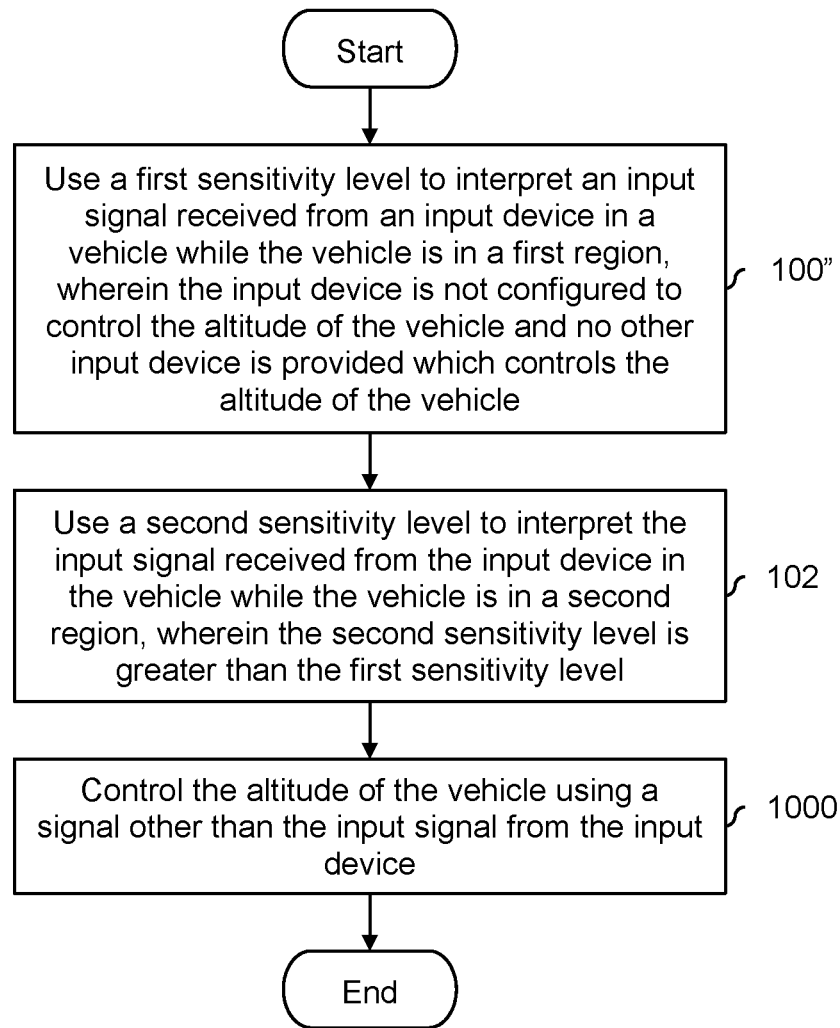 Start
Use a first sensitivity level to interpret an input
signal received from an input device in a
vehicle while the vehicle is in a first region,
wherein the input device is not configured to
control the altitude of the vehicle and no other
input device is provided which controls the
altitude of the vehicle
100”
Use a second sensitivity level to interpret the
input signal received from the input device in
the vehicle while the vehicle is in a second
region, wherein the second sensitivity level is
greater than the first sensitivity level
102
Control the altitude of the vehicle using a
signal other than the input signal from the input
device
1000
End